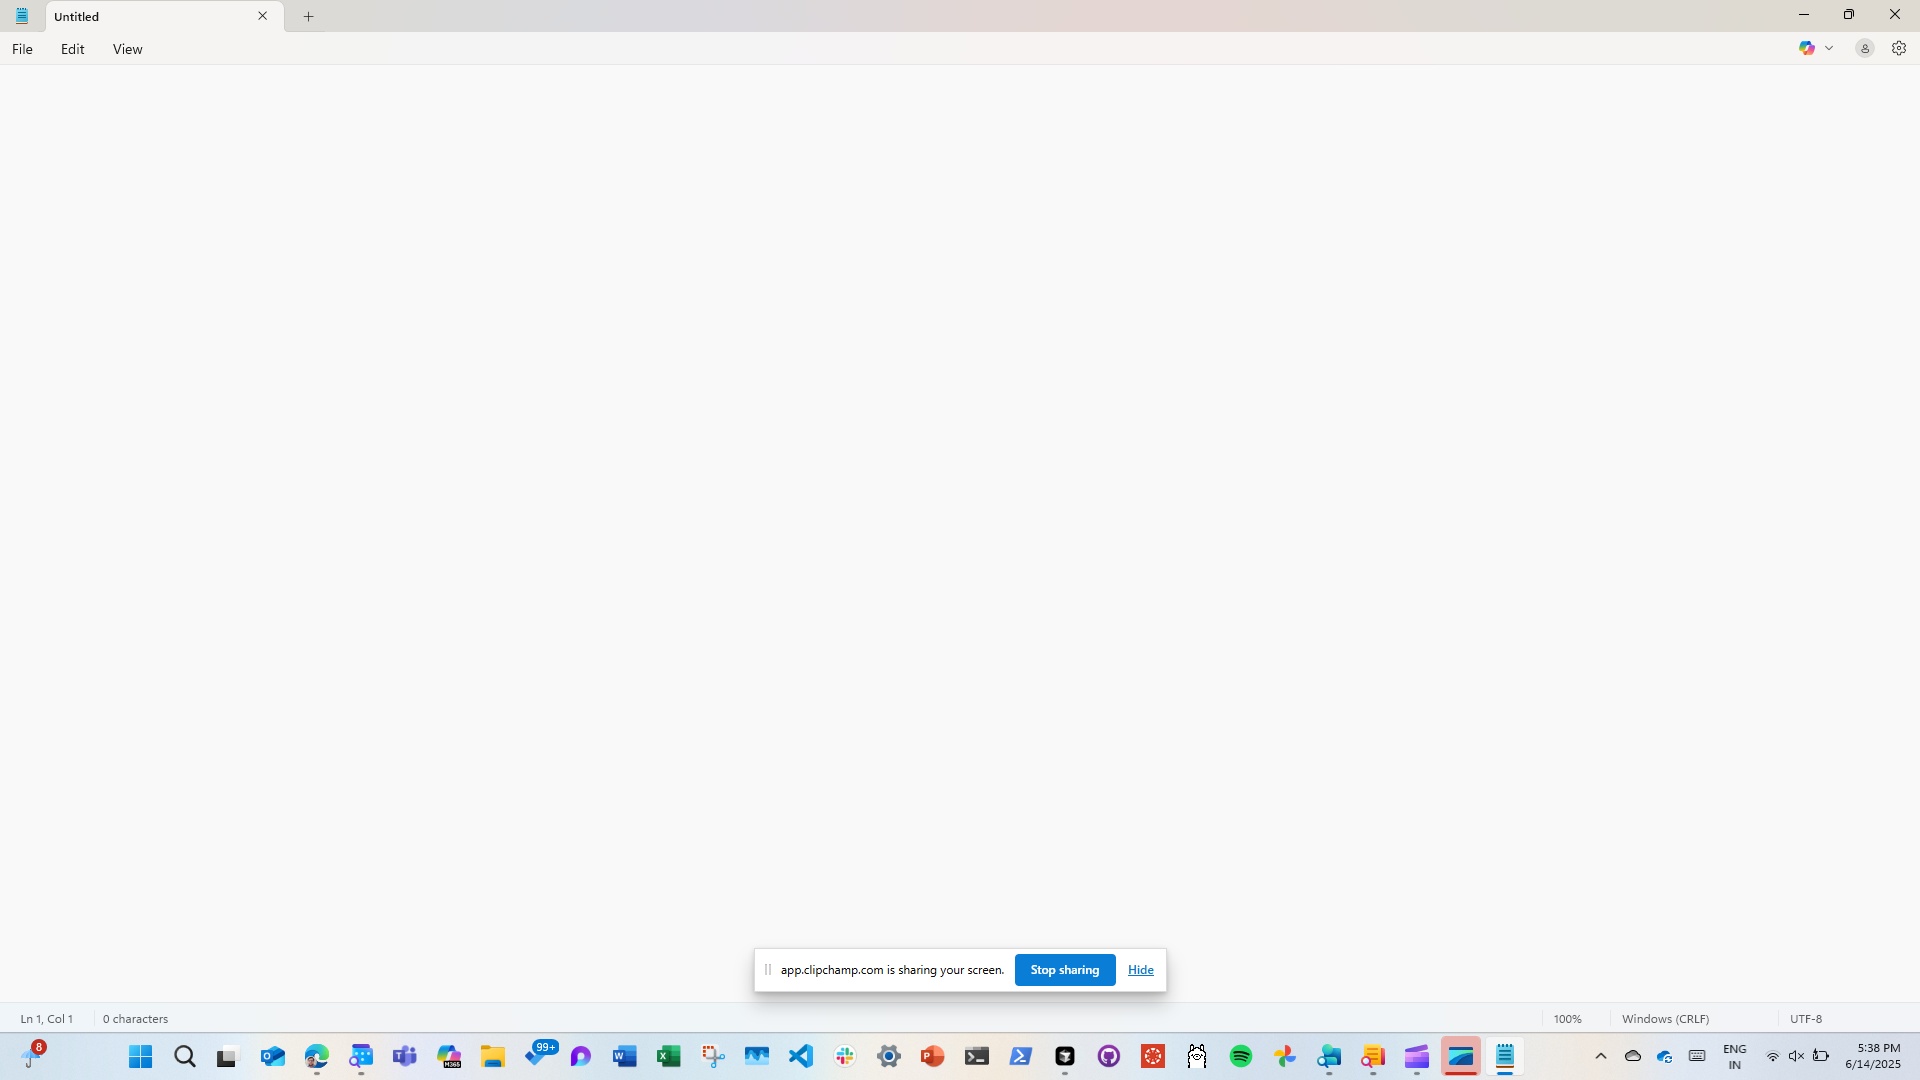 Untitled
File Edit View
app.clipchamp.com is sharing your screen. Stop sharing Hide
Ln 1, Col 1 0 characters 100% Windows (CRLF) UTF-8
8 99+ M365 ENG IN 5:38 PM
6/14/2025